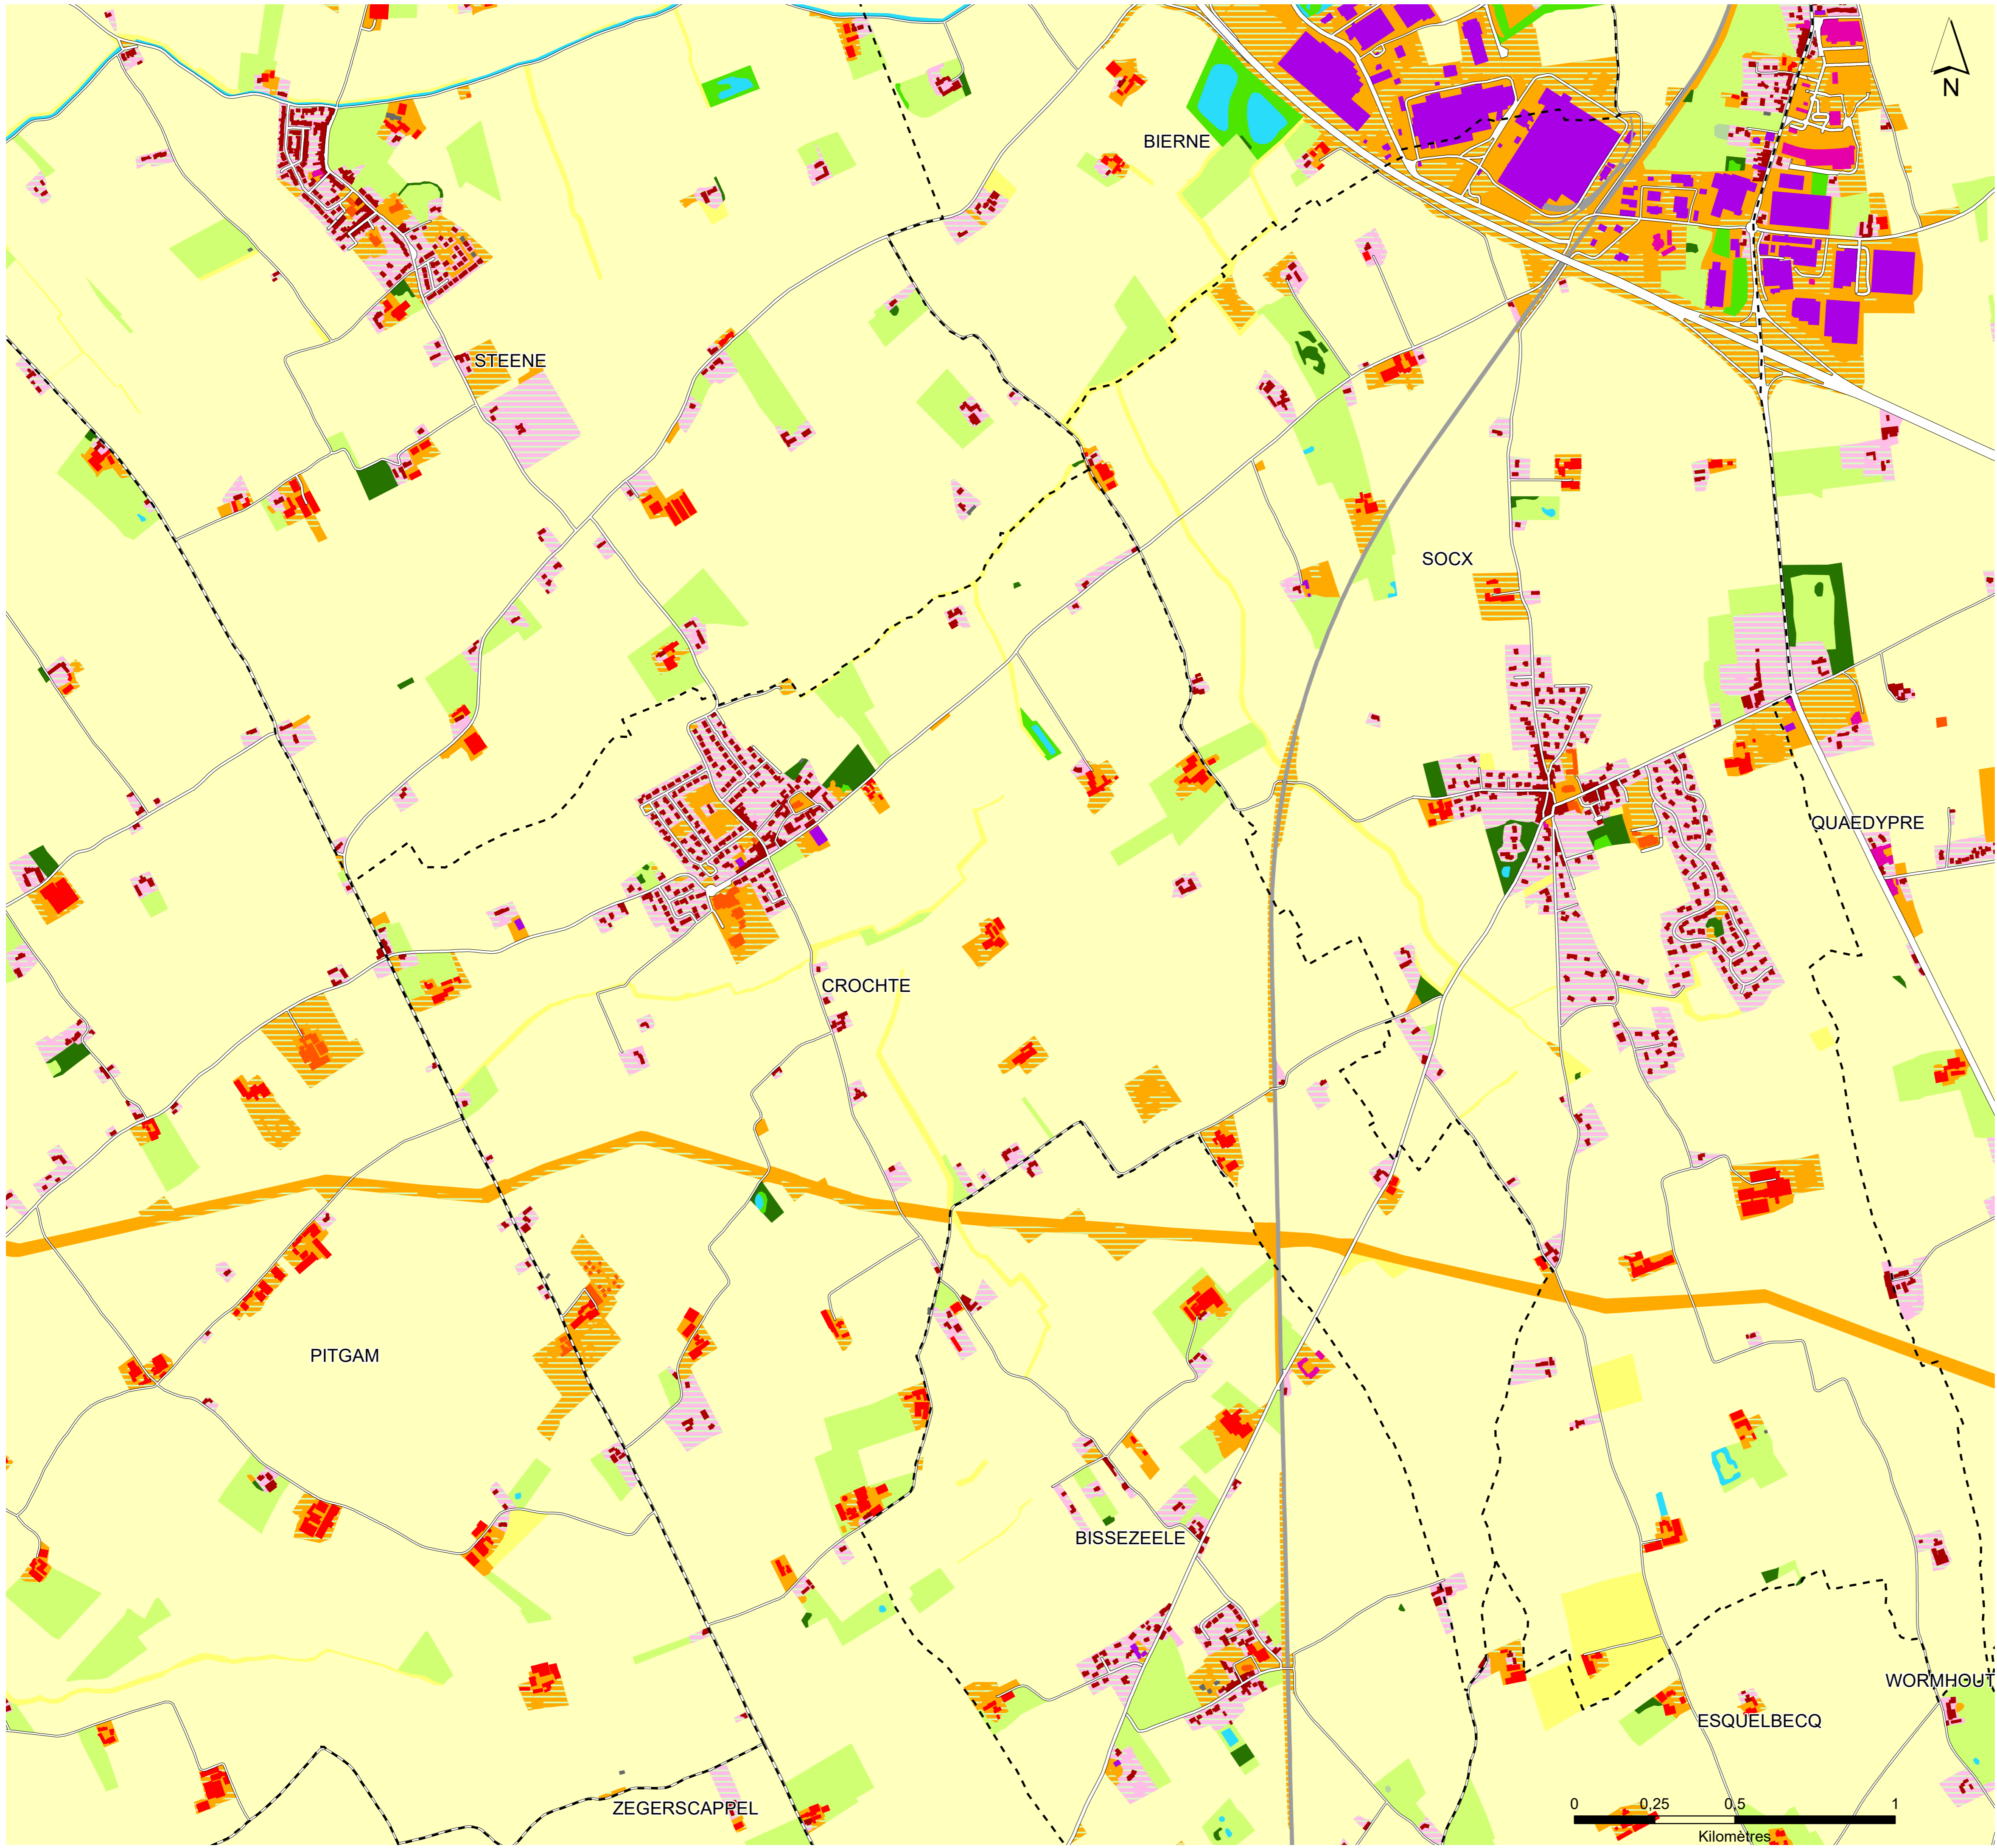 N
BIERNE
STEENE
SOCX
QUAEDYPRE
CROCHTE
PITGAM
BISSEZEELE
WORMHOUT
ESQUELBECQ
ZEGERSCAPPEL
0 0,25 0,5 1
Kilomètres